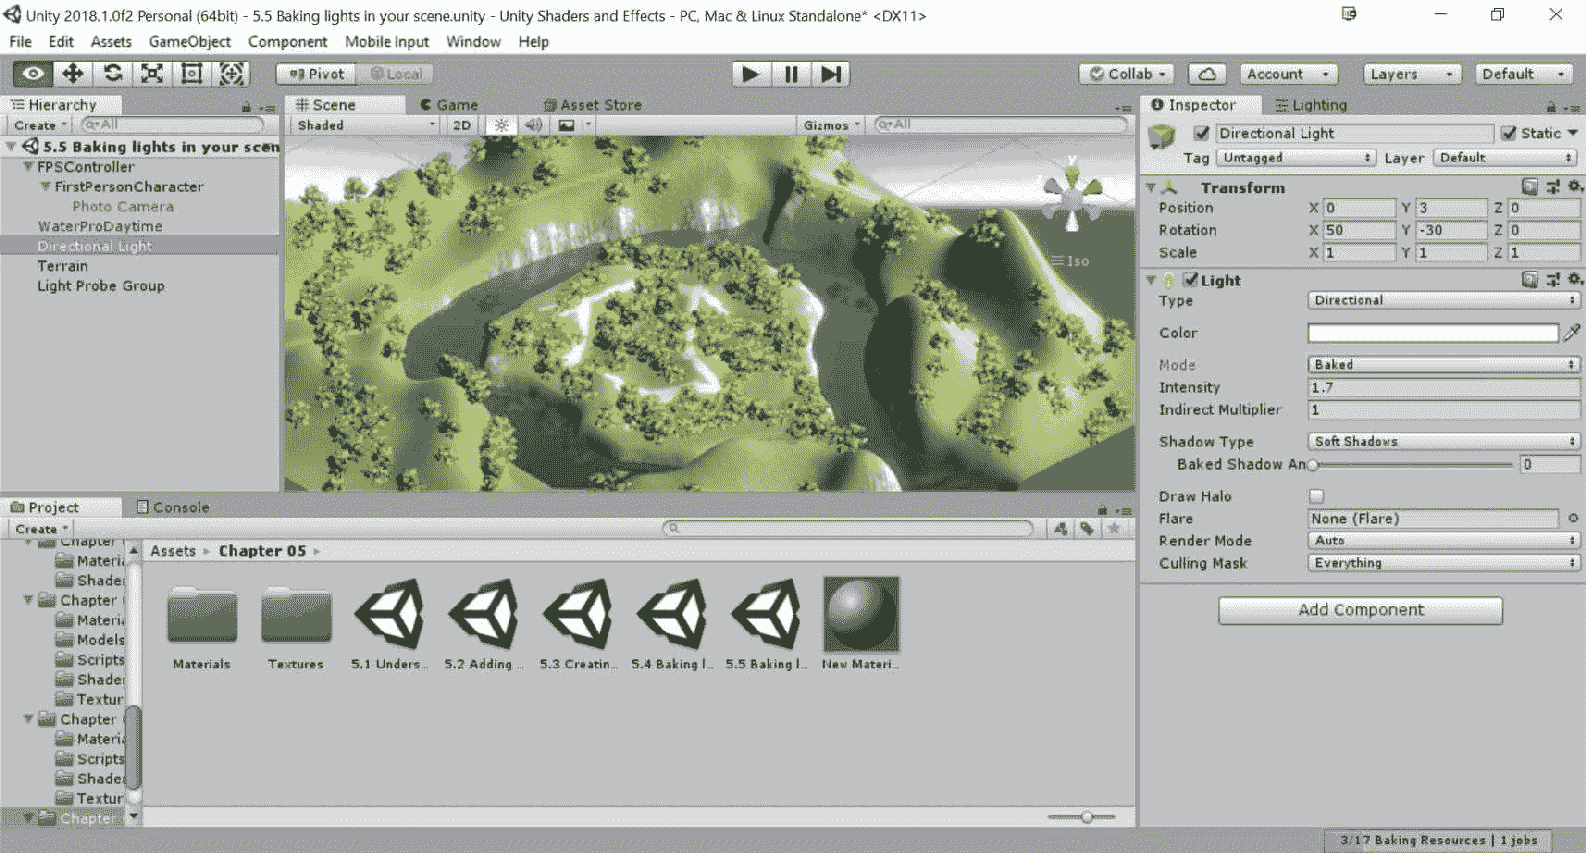 Unity 2018.1.0f2 Personal (64bit) - 5.5 Baking lights in your scene.unity - Unity Shaders and Effects - PC, Mac & Linux Standalone* <DX11>
File Edit Assets GameObject Component Mobile Input Window Help
Pivot Local Collab Account Layers Default
Hierarchy
Create All
5.5 Baking lights in your scen
FPSController
FirstPersonCharacter
Photo Camera
WaterProDaytime
Directional Light
Terrain
Light Probe Group
Scene Game Asset Store
Shaded 2D Gizmos All
Iso
Inspector Lighting
Directional Light Static
Tag Untagged Layer Default
Transform
Position X 0 Y 3 Z 0
Rotation X 50 Y -30 Z 0
Scale X 1 Y 1 Z 1
Light
Type Directional
Color
Mode Baked
Intensity 1.7
Indirect Multiplier 1
Shadow Type Soft Shadows
Baked Shadow An 0
Draw Halo
Flare None (Flare)
Render Mode Auto
Culling Mask Everything
Add Component
Project Console
Create
Chapter
Materia
Shader
Chapter
Materia
Models
Scripts
Shader
Textur
Chapter
Materia
Scripts
Shader
Textur
Chapter
Assets Chapter 05
Materials Textures 5.1 Unders... 5.2 Adding ... 5.3 Creatin... 5.4 Baking l... 5.5 Baking l... New Materi...
3/17 Baking Resources | 1 jobs